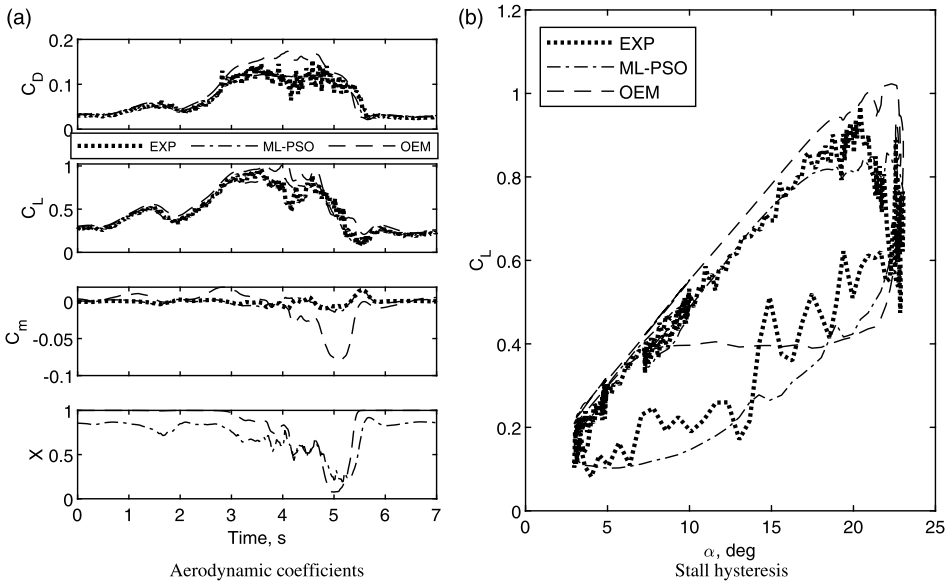 (a)
0.2
0.1
0
C_D
EXP ML-PSO OEM
1
0.5
0
C_L
0
-0.05
-0.1
C_m
1
0.5
0
X
0 1 2 3 4 5 6 7
Time, s
Aerodynamic coefficients
(b)
1.2
1
0.8
0.6
0.4
0.2
0
C_L
EXP
ML-PSO
OEM
0 5 10 15 20 25
α, deg
Stall hysteresis